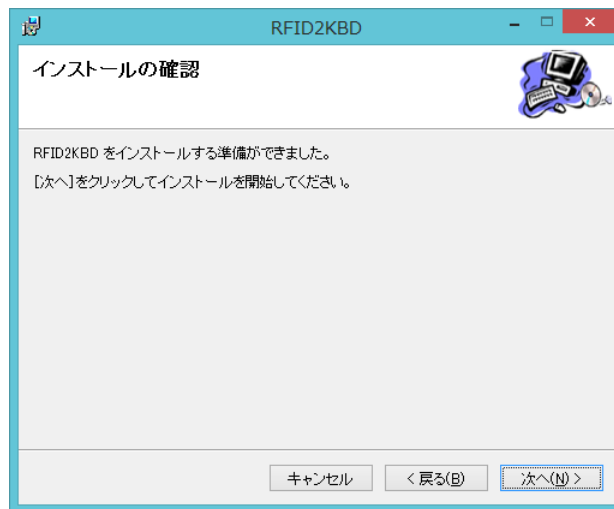 RFID2KBD
インストールの確認
RFID2KBD をインストールする準備ができました。
[次へ]をクリックしてインストールを開始してください。
キャンセル
< 戻る(B)
次へ(N) >